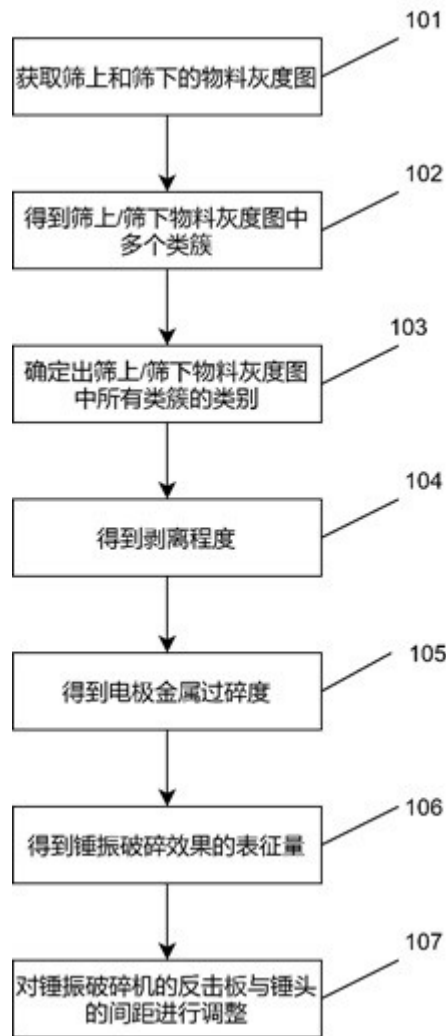 101
获取筛上和筛下的物料灰度图
102
得到筛上/筛下物料灰度图中
多个类簇
103
确定出筛上/筛下物料灰度图
中所有类簇的类别
104
得到剥离程度
105
得到电极金属过碎度
106
得到锤振破碎效果的表征量
107
对锤振破碎机的反击板与锤头
的间距进行调整